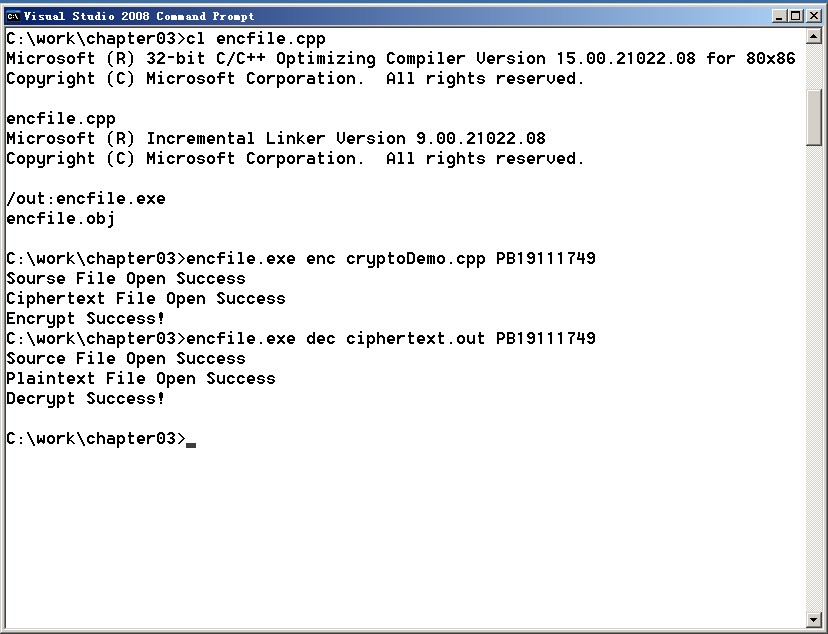 Visual Studio 2008 Command Prompt
C:\work\chapter03>cl encfile.cpp
Microsoft (R) 32-bit C/C++ Optimizing Compiler Version 15.00.21022.08 for 80x86
Copyright (C) Microsoft Corporation.  All rights reserved.
encfile.cpp
Microsoft (R) Incremental Linker Version 9.00.21022.08
Copyright (C) Microsoft Corporation.  All rights reserved.
/out:encfile.exe
encfile.obj
C:\work\chapter03>encfile.exe enc cryptoDemo.cpp PB19111749
Sourse File Open Success
Ciphertext File Open Success
Encrypt Success!
C:\work\chapter03>encfile.exe dec ciphertext.out PB19111749
Source File Open Success
Plaintext File Open Success
Decrypt Success!
C:\work\chapter03>_